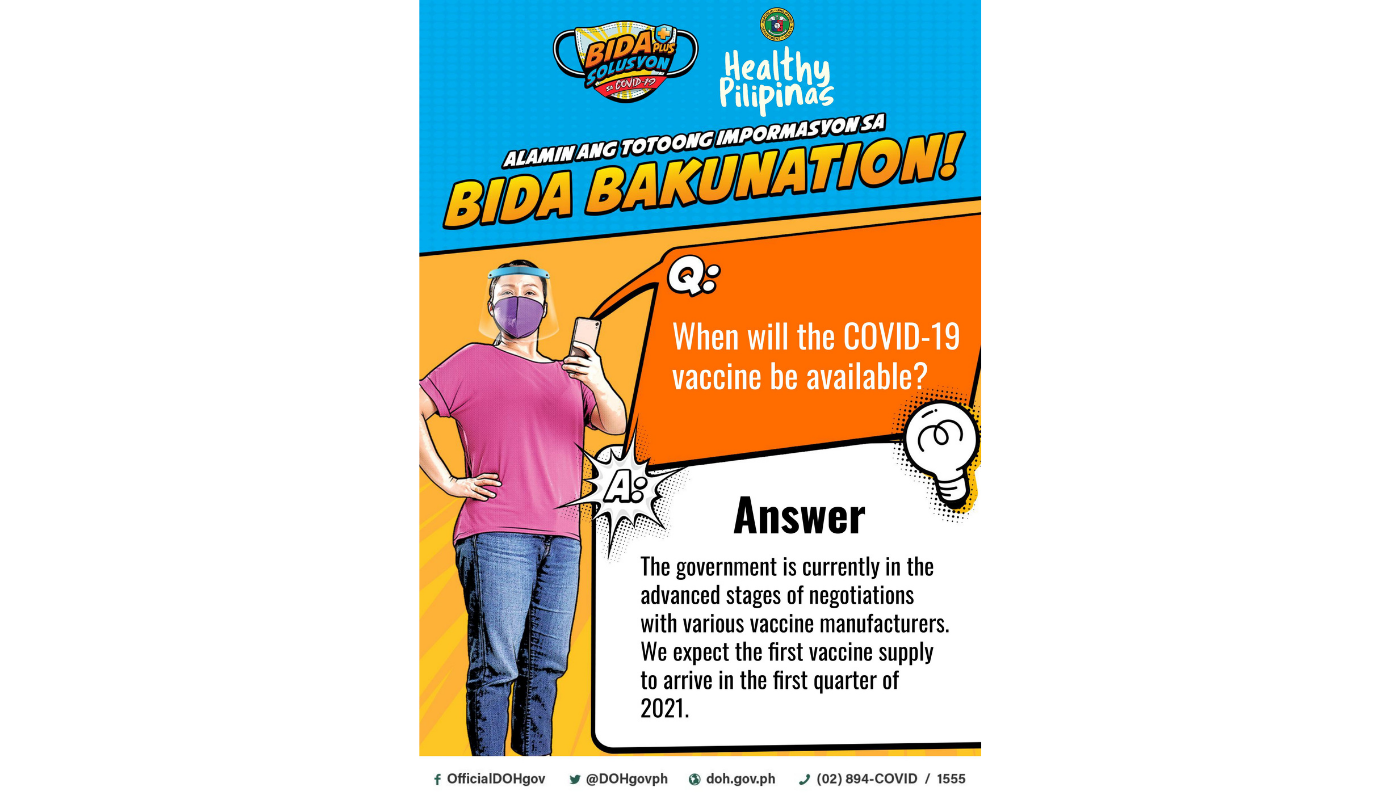 BIDA PLUS
SOLUSYON
sa COVID-19
Healthy
Pilipinas
ALAMIN ANG TOTOONG IMPORMASYON SA
BIDA BAKUNATION!
Q:
When will the COVID-19
vaccine be available?
A:
Answer
The government is currently in the
advanced stages of negotiations
with various vaccine manufacturers.
We expect the first vaccine supply
to arrive in the first quarter of
2021.
OfficialDOHgov @DOHgovph doh.gov.ph (02) 894-COVID / 1555